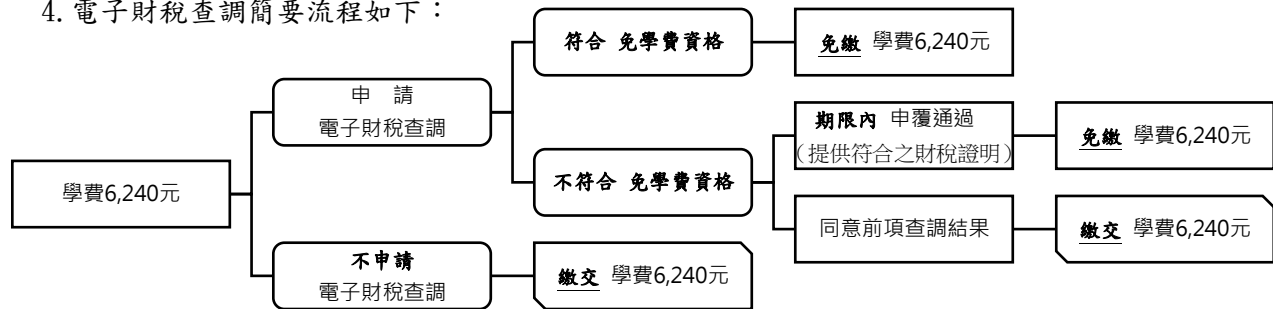 4.電子財稅查調簡要流程如下：
符合 免學費資格
免繳 學費6,240元
申　請
電子財稅查調
期限內 申覆通過
（提供符合之財稅證明）
免繳 學費6,240元
不符合 免學費資格
學費6,240元
同意前項查調結果
繳交 學費6,240元
不申請
電子財稅查調
繳交 學費6,240元